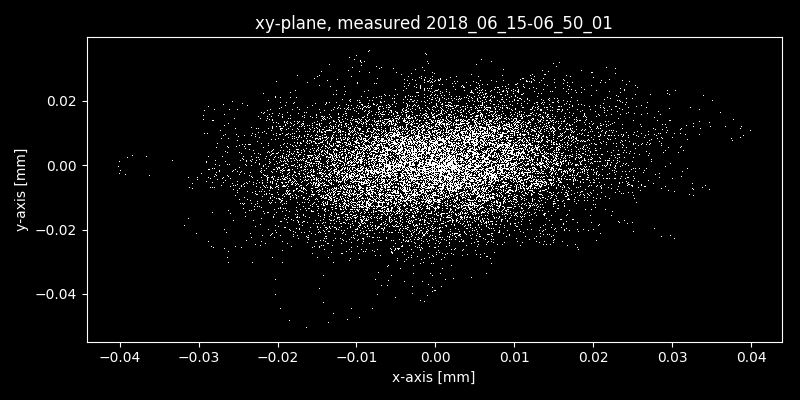 xy-plane, measured 2018_06_15-06_50_01
y-axis [mm]
0.02
0.00
−0.02
−0.04
−0.04 −0.03 −0.02 −0.01 0.00 0.01 0.02 0.03 0.04
x-axis [mm]